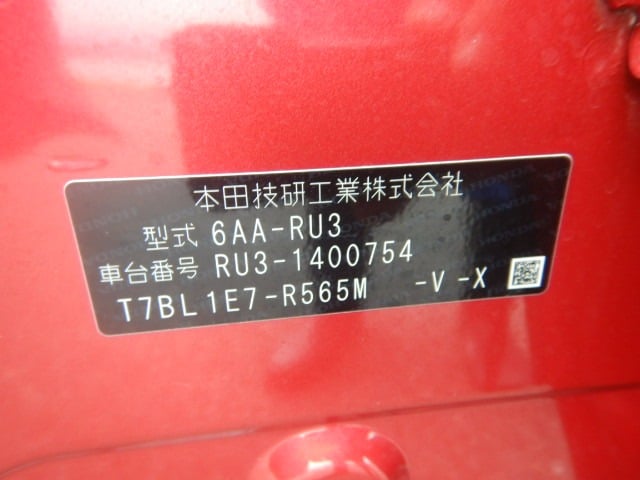 本田技研工業株式会社
型式 6AA-RU3
車台番号 RU3-1400754
T7BL1E7-R565M -V -X